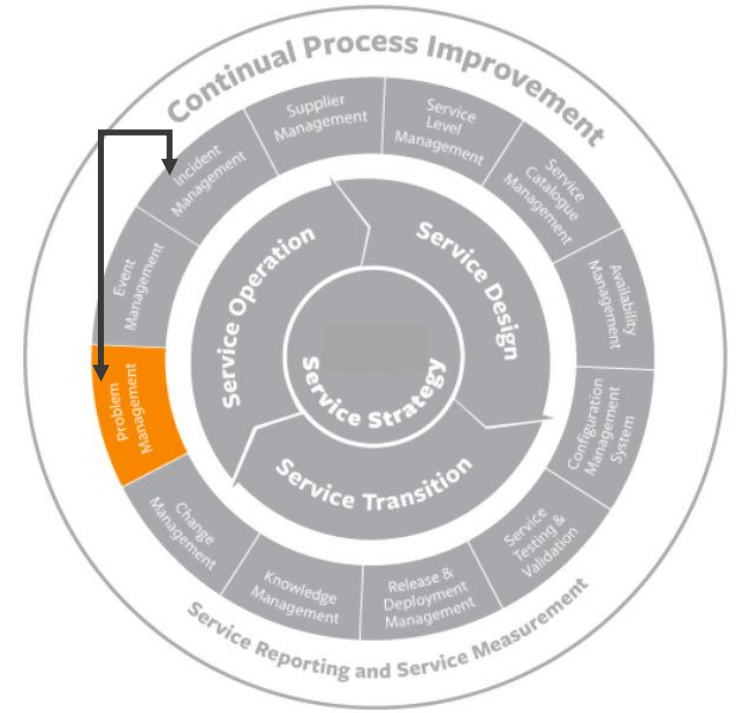 Continual Process Improvement
Supplier
Management
Service
Level
Management
Service
Catalogue
Management
Availability
Management
Configuration
Management
System
Service
Testing &
Validation
Release &
Deployment
Management
Knowledge
Management
Change
Management
Problem
Management
Event
Management
Incident
Management
Service Operation
Service Design
Service Transition
Service Strategy
Service Reporting and Service Measurement